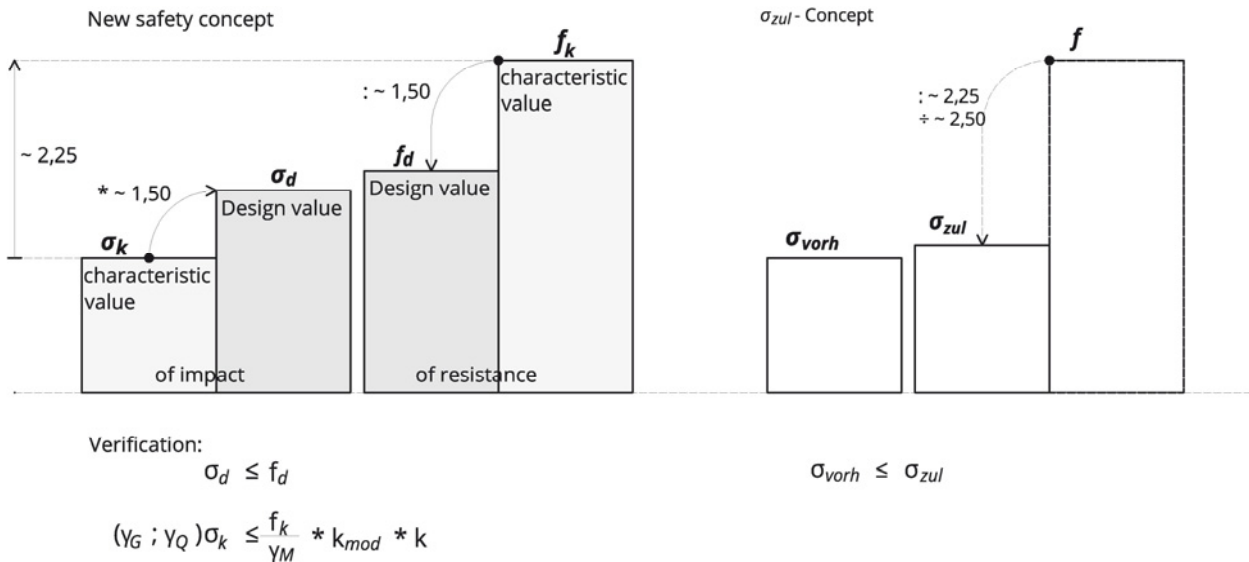 New safety concept
σzul - Concept
fk
f
characteristic
value
: ~ 1,50
: ~ 2,25
÷ ~ 2,50
~ 2,25
fd
σd
Design value
* ~ 1,50
Design value
σzul
σk
σvorh
characteristic
value
of impact
of resistance
Verification:
σd ≤ fd
σvorh ≤ σzul
(γG ; γQ)σk ≤ fk/γM * kmod * k